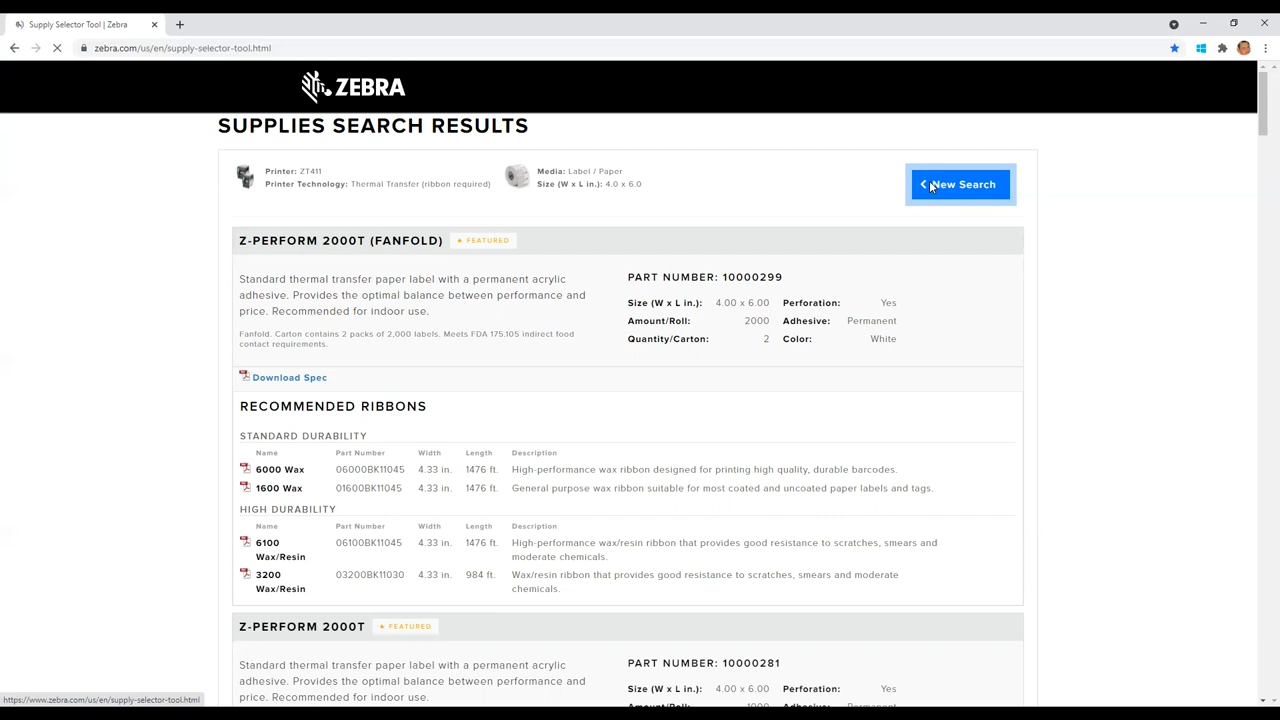 Supply Selector Tool | Zebra
zebra.com/us/en/supply-selector-tool.html
ZEBRA
SUPPLIES SEARCH RESULTS
Printer: ZT411
Printer Technology: Thermal Transfer (ribbon required)
Media: Label / Paper
Size (W x L in.): 4.0 x 6.0
New Search
Z-PERFORM 2000T (FANFOLD) FEATURED
Standard thermal transfer paper label with a permanent acrylic
adhesive. Provides the optimal balance between performance and
price. Recommended for indoor use.
Fanfold. Carton contains 2 packs of 2,000 labels. Meets FDA 175.105 indirect food
contact requirements.
PART NUMBER: 10000299
Size (W x L in.): 4.00 x 6.00 Perforation: Yes
Amount/Roll: 2000 Adhesive: Permanent
Quantity/Carton: 2 Color: White
Download Spec
RECOMMENDED RIBBONS
STANDARD DURABILITY
Name Part Number Width Length Description
6000 Wax 06000BK11045 4.33 in. 1476 ft. High-performance wax ribbon designed for printing high quality, durable barcodes.
1600 Wax 01600BK11045 4.33 in. 1476 ft. General purpose wax ribbon suitable for most coated and uncoated paper labels and tags.
HIGH DURABILITY
Name Part Number Width Length Description
6100 06100BK11045 4.33 in. 1476 ft. High-performance wax/resin ribbon that provides good resistance to scratches, smears and
Wax/Resin moderate chemicals.
3200 03200BK11030 4.33 in. 984 ft. Wax/resin ribbon that provides good resistance to scratches, smears and moderate
Wax/Resin chemicals.
Z-PERFORM 2000T FEATURED
Standard thermal transfer paper label with a permanent acrylic
adhesive. Provides the optimal balance between performance and
price. Recommended for indoor use.
PART NUMBER: 10000281
Size (W x L in.): 4.00 x 6.00 Perforation: Yes
https://www.zebra.com/us/en/supply-selector-tool.html